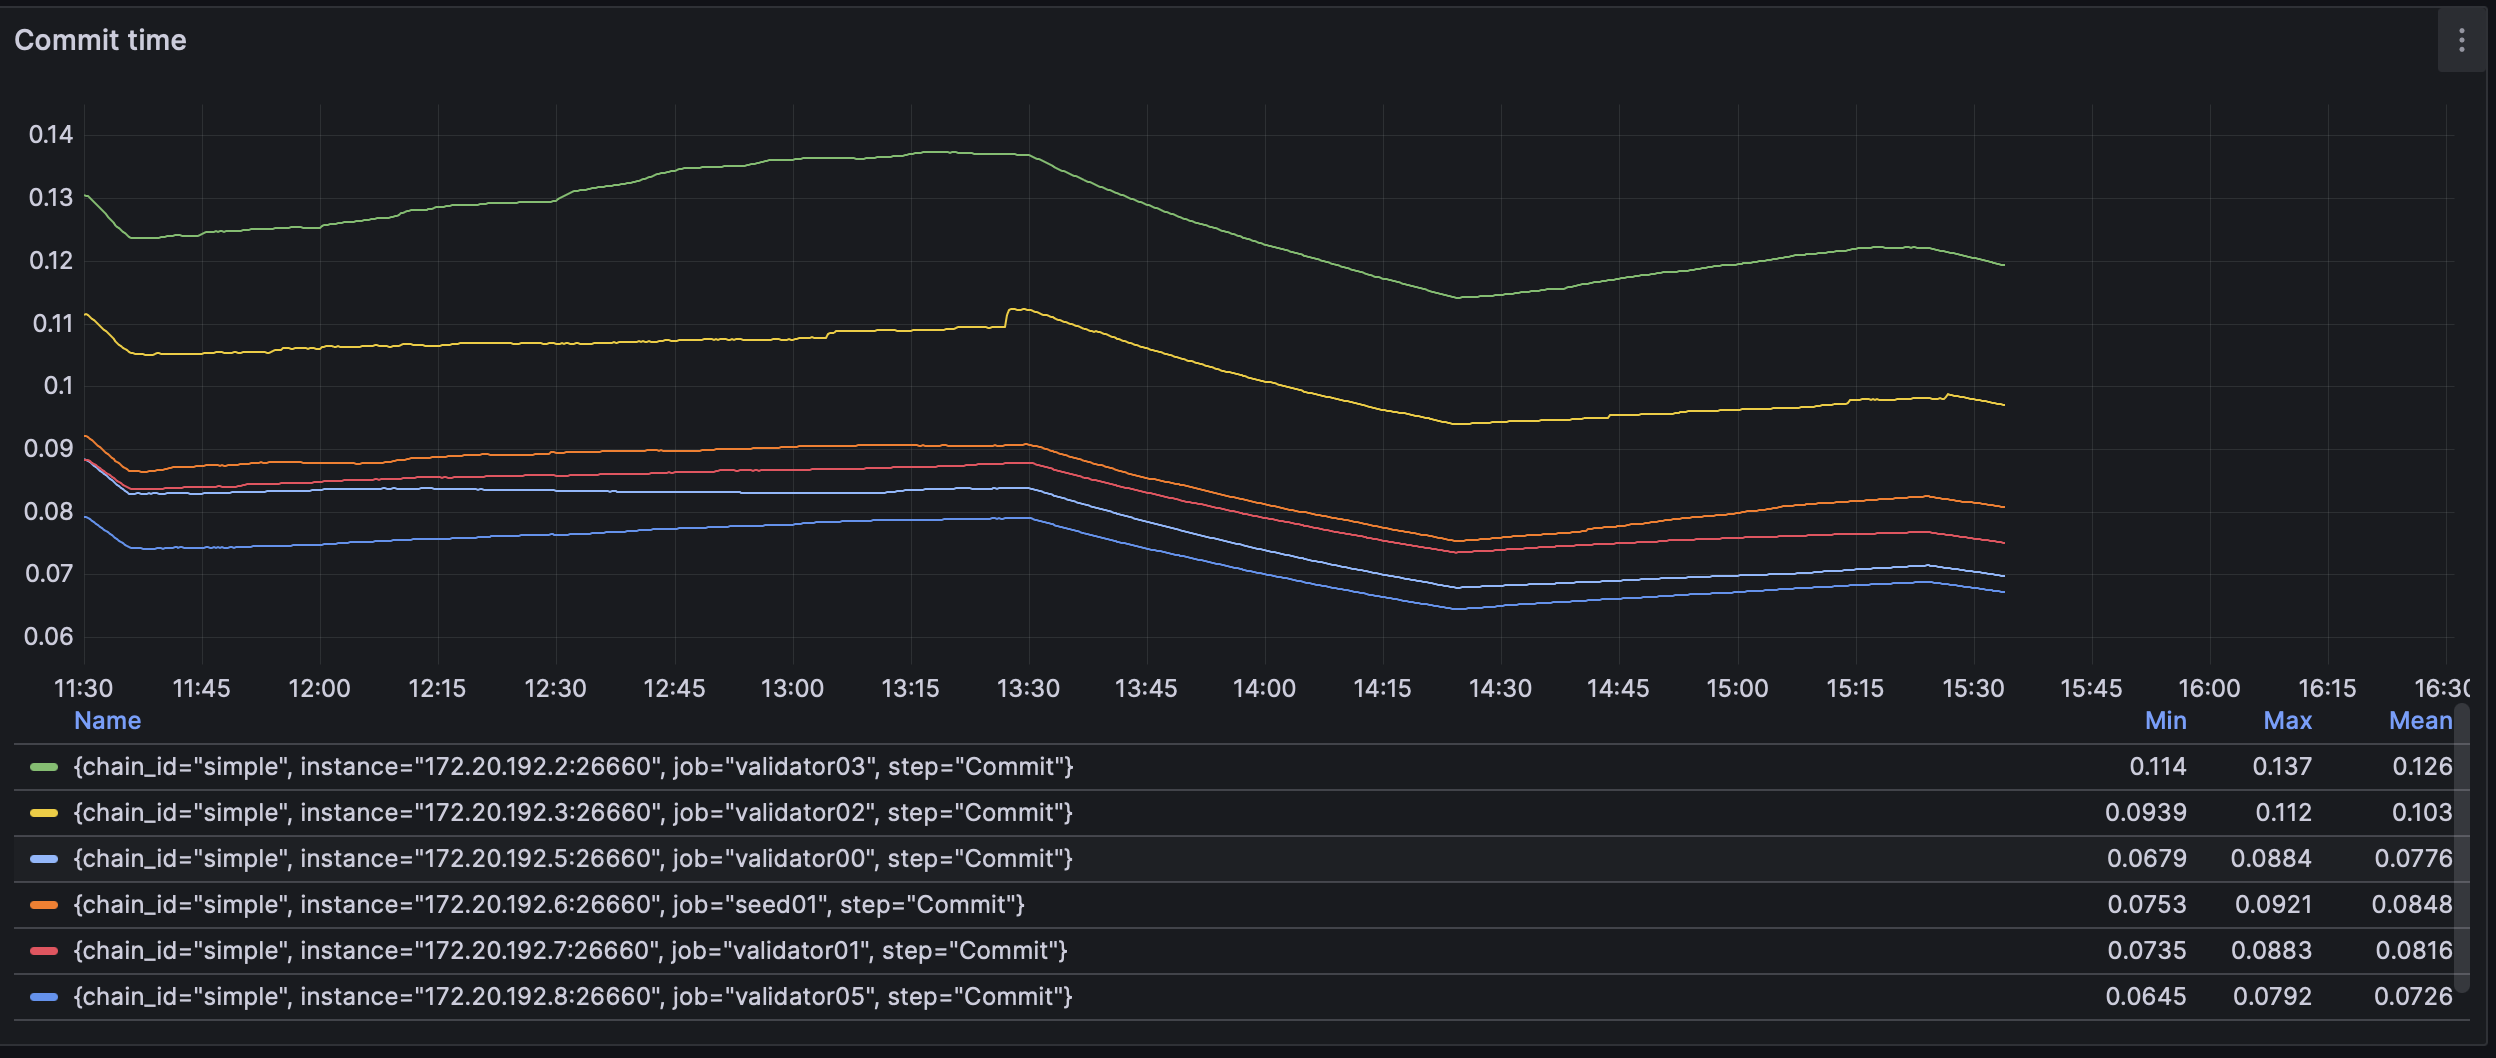 Commit time
0.14
0.13
0.12
0.11
0.1
0.09
0.08
0.07
0.06
11:30 11:45 12:00 12:15 12:30 12:45 13:00 13:15 13:30 13:45 14:00 14:15 14:30 14:45 15:00 15:15 15:30 15:45 16:00 16:15 16:30
Name Min Max Mean
{chain_id="simple", instance="172.20.192.2:26660", job="validator03", step="Commit"} 0.114 0.137 0.126
{chain_id="simple", instance="172.20.192.3:26660", job="validator02", step="Commit"} 0.0939 0.112 0.103
{chain_id="simple", instance="172.20.192.5:26660", job="validator00", step="Commit"} 0.0679 0.0884 0.0776
{chain_id="simple", instance="172.20.192.6:26660", job="seed01", step="Commit"} 0.0753 0.0921 0.0848
{chain_id="simple", instance="172.20.192.7:26660", job="validator01", step="Commit"} 0.0735 0.0883 0.0816
{chain_id="simple", instance="172.20.192.8:26660", job="validator05", step="Commit"} 0.0645 0.0792 0.0726